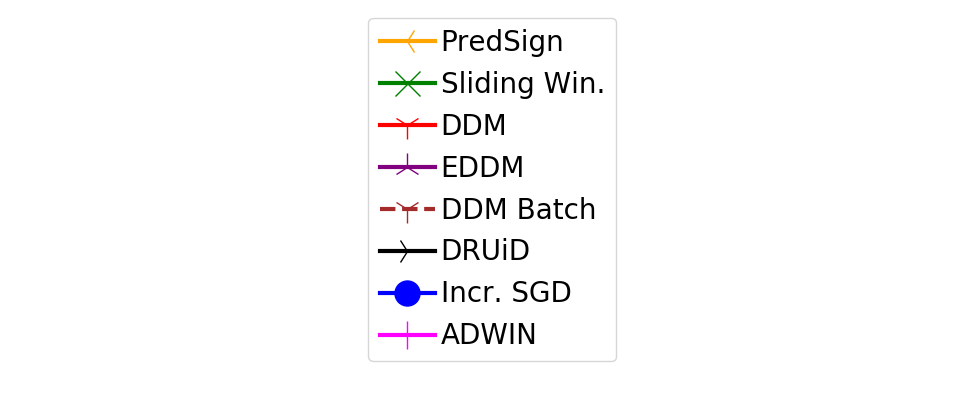 PredSign
Sliding Win.
DDM
EDDM
DDM Batch
DRUiD
Incr. SGD
ADWIN